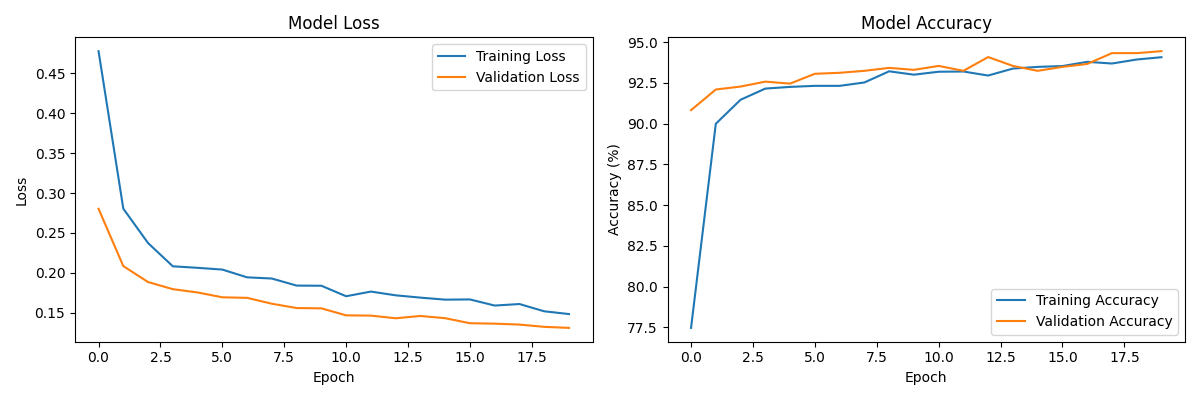 Model Loss
0.45
0.40
0.35
0.30
0.25
0.20
0.15
Loss
Training Loss
Validation Loss
0.0 2.5 5.0 7.5 10.0 12.5 15.0 17.5
Epoch
Model Accuracy
95.0
92.5
90.0
87.5
85.0
82.5
80.0
77.5
Accuracy (%)
Training Accuracy
Validation Accuracy
0.0 2.5 5.0 7.5 10.0 12.5 15.0 17.5
Epoch